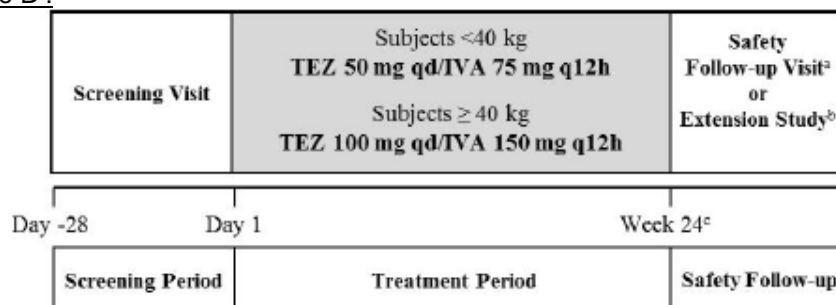 Subjects <40 kg
TEZ 50 mg qd/IVA 75 mg q12h
Subjects ≥ 40 kg
TEZ 100 mg qd/IVA 150 mg q12h
Screening Visit
Safety
Follow-up Visitᵃ
or
Extension Studyᵇ
Day -28
Day 1
Week 24ᶜ
Screening Period
Treatment Period
Safety Follow-up